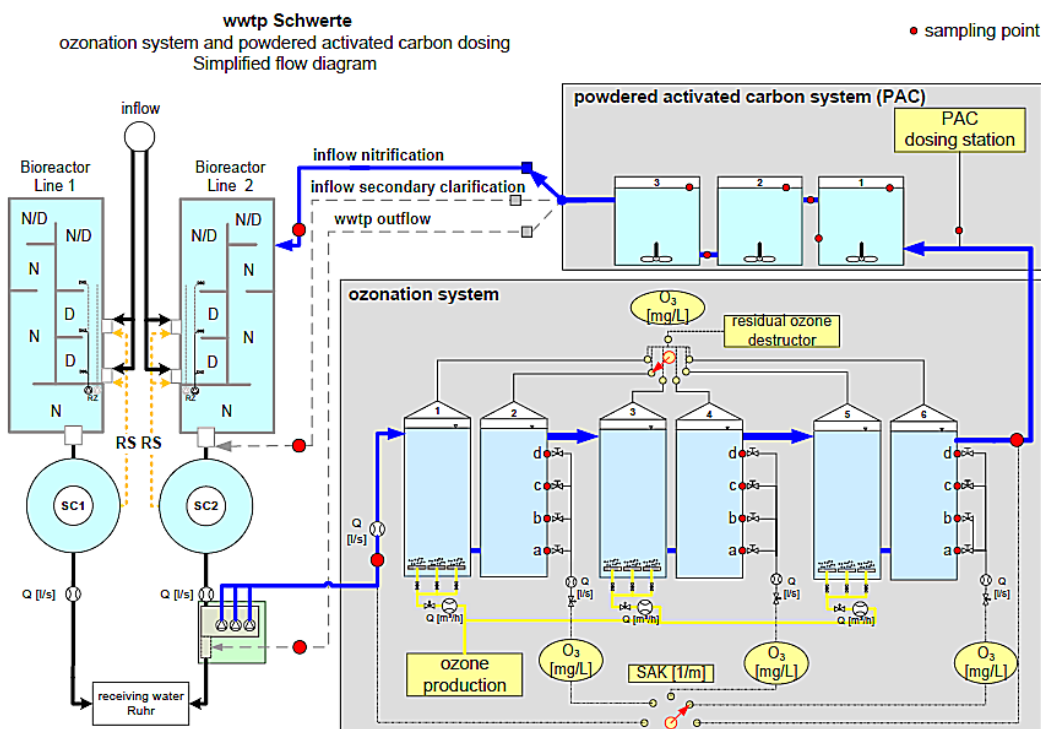 wwtp Schwerte
ozonation system and powdered activated carbon dosing
Simplified flow diagram
sampling point
inflow
powdered activated carbon system (PAC)
PAC
dosing station
Bioreactor
Line 1
Bioreactor
Line 2
inflow nitrification
inflow secondary clarification
wwtp outflow
3
2
1
N/D
N/D
N
N
D
D
N
RZ
N/D
N/D
N
D
N
D
N
RZ
RS RS
SC1
SC2
Q [l/s]
Q [l/s]
receiving water
Ruhr
ozonation system
O3
[mg/L]
residual ozone
destructor
1
2
3
4
5
6
d
c
b
a
d
c
b
a
d
c
b
a
Q
[l/s]
Q
[l/s]
Q
[l/s]
Q
[l/s]
Q [m³/h]
Q [m³/h]
Q [m³/h]
ozone
production
O3
[mg/L]
SAK [1/m]
O3
[mg/L]
O3
[mg/L]